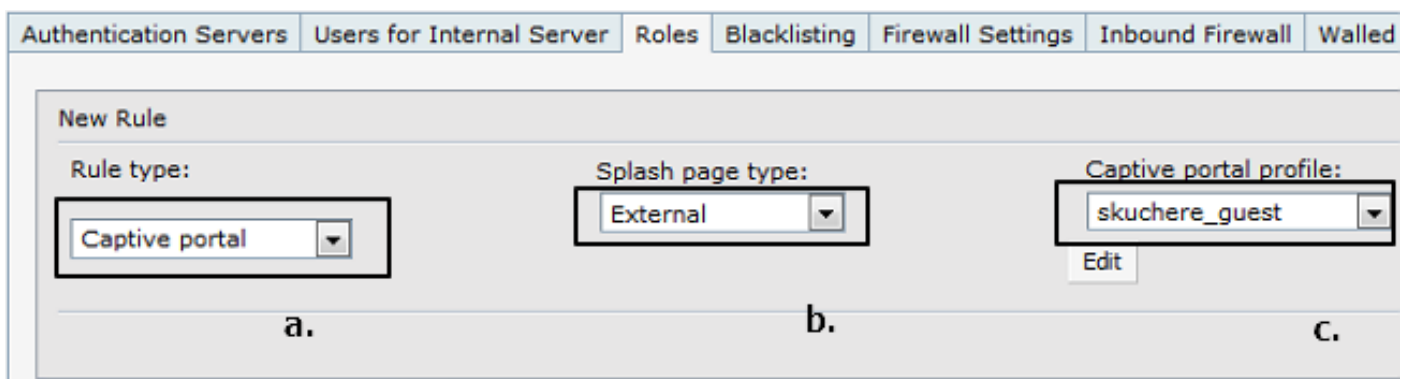 Authentication Servers Users for Internal Server Roles Blacklisting Firewall Settings Inbound Firewall Walled
New Rule
Rule type: Splash page type: Captive portal profile:
Captive portal External skuchere_guest
Edit
a. b. c.